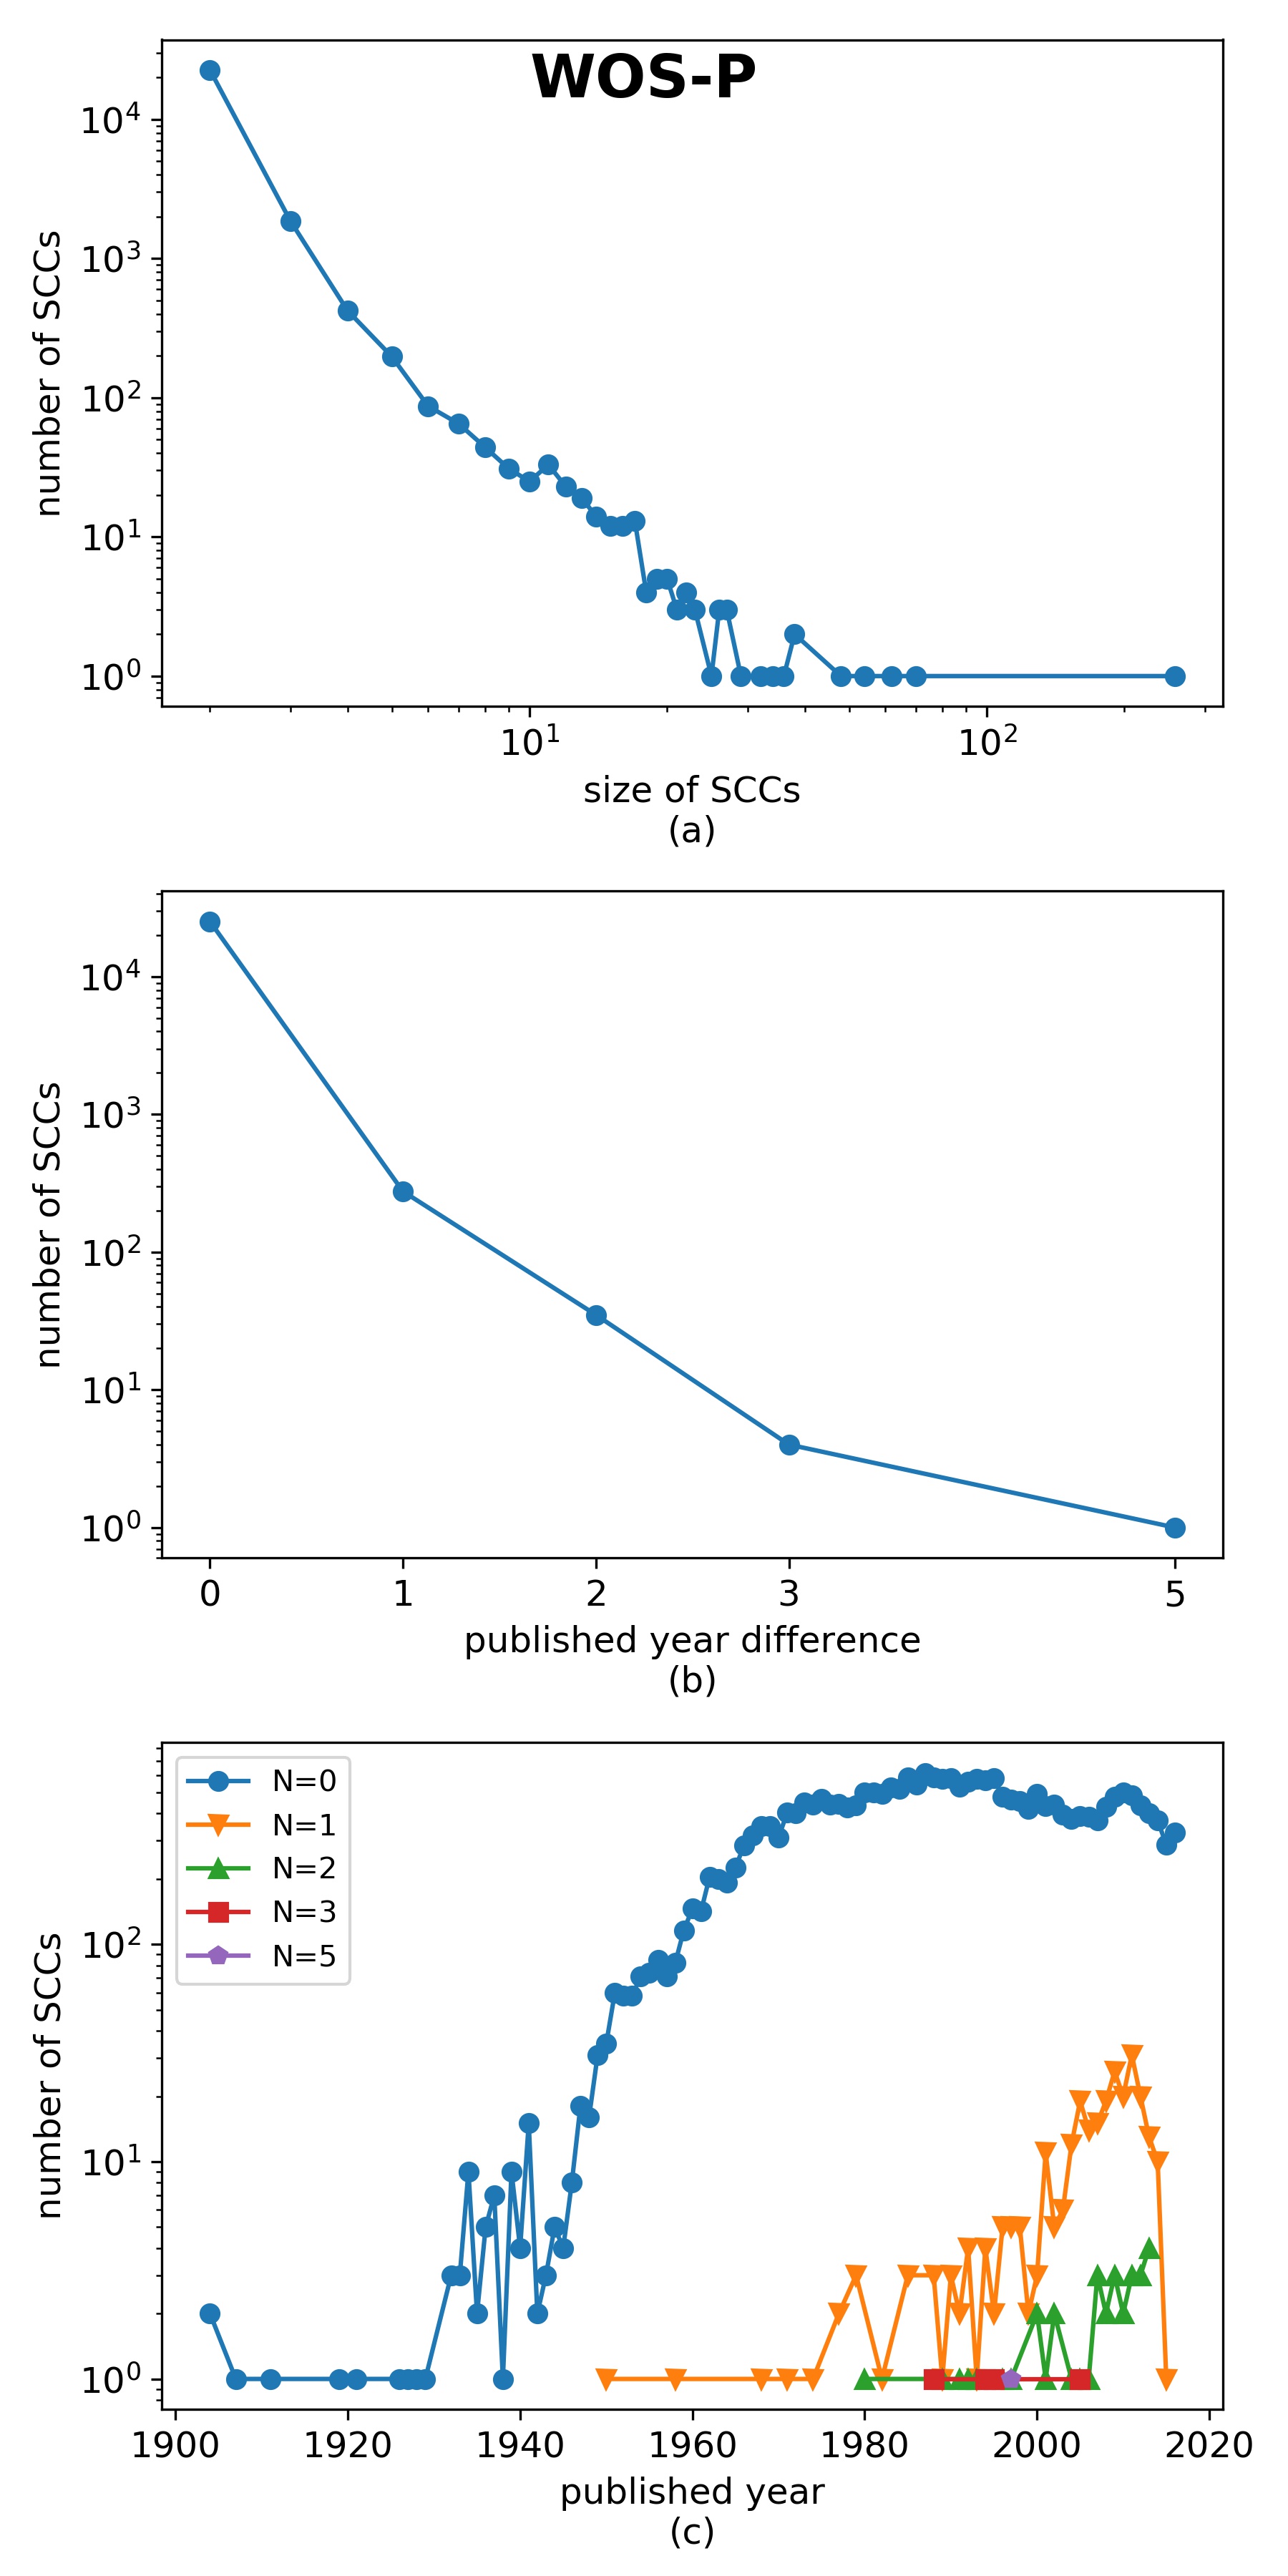 WOS-P
number of SCCs
10^4
10^3
10^2
10^1
10^0
10^1 10^2
size of SCCs
(a)
number of SCCs
10^4
10^3
10^2
10^1
10^0
0 1 2 3 5
published year difference
(b)
number of SCCs
10^2
10^1
10^0
N=0
N=1
N=2
N=3
N=5
1900 1920 1940 1960 1980 2000 2020
published year
(c)